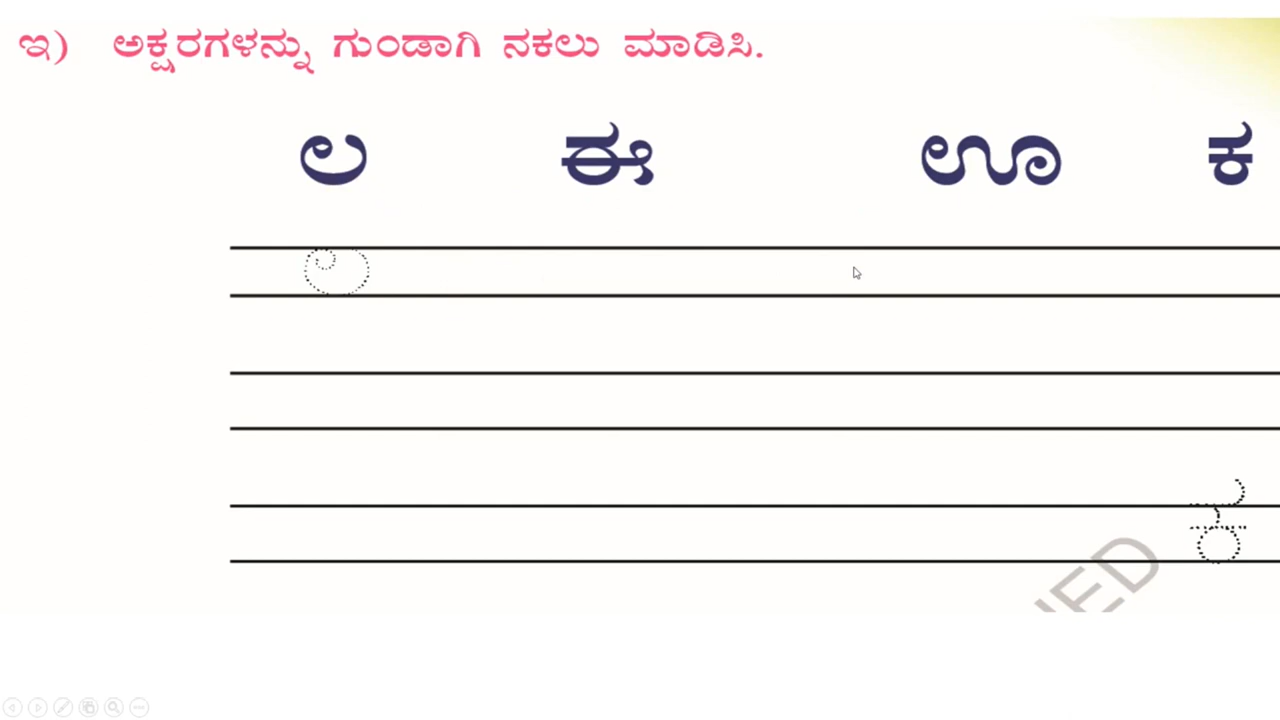 ಇ) ಅಕ್ಷರಗಳನ್ನು ಗುಂಡಾಗಿ ನಕಲು ಮಾಡಿಸಿ.
ಲ ಈ ಊ ಕ
ಲ
ಕ